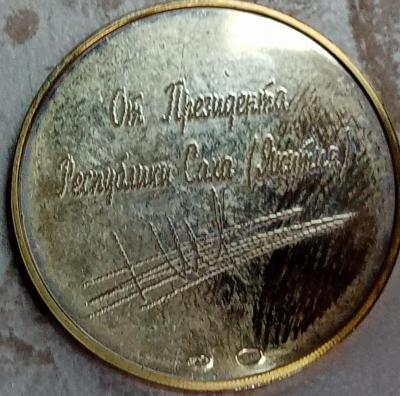 От Президента
Республики Саха (Якутия)